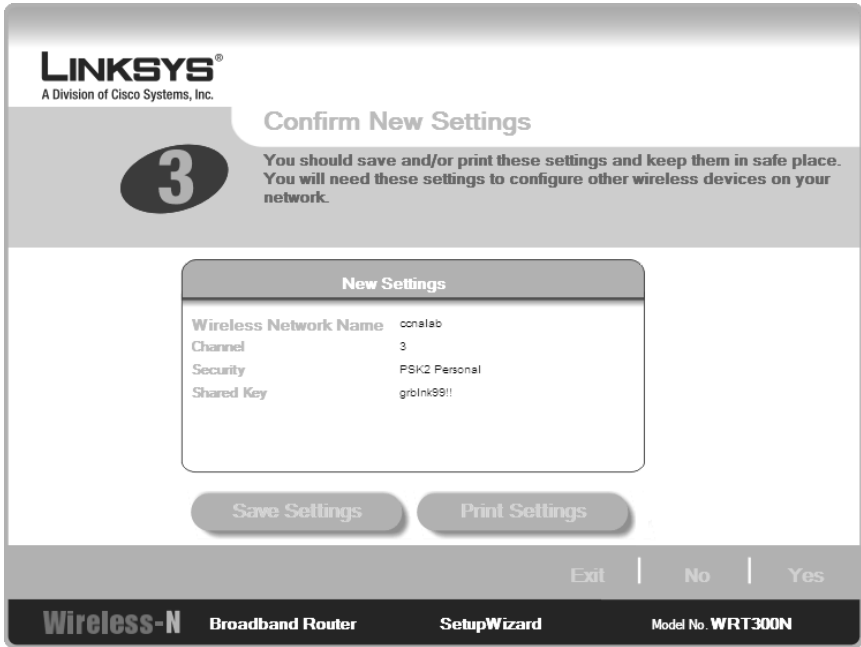 LINKSYS®
A Division of Cisco Systems, Inc.
Confirm New Settings
3
You should save and/or print these settings and keep them in safe place.
You will need these settings to configure other wireless devices on your
network.
New Settings
Wireless Network Name ccnalab
Channel 3
Security PSK2 Personal
Shared Key grblnk99!!
Save Settings Print Settings
Exit No Yes
Wireless-N Broadband Router SetupWizard Model No. WRT300N